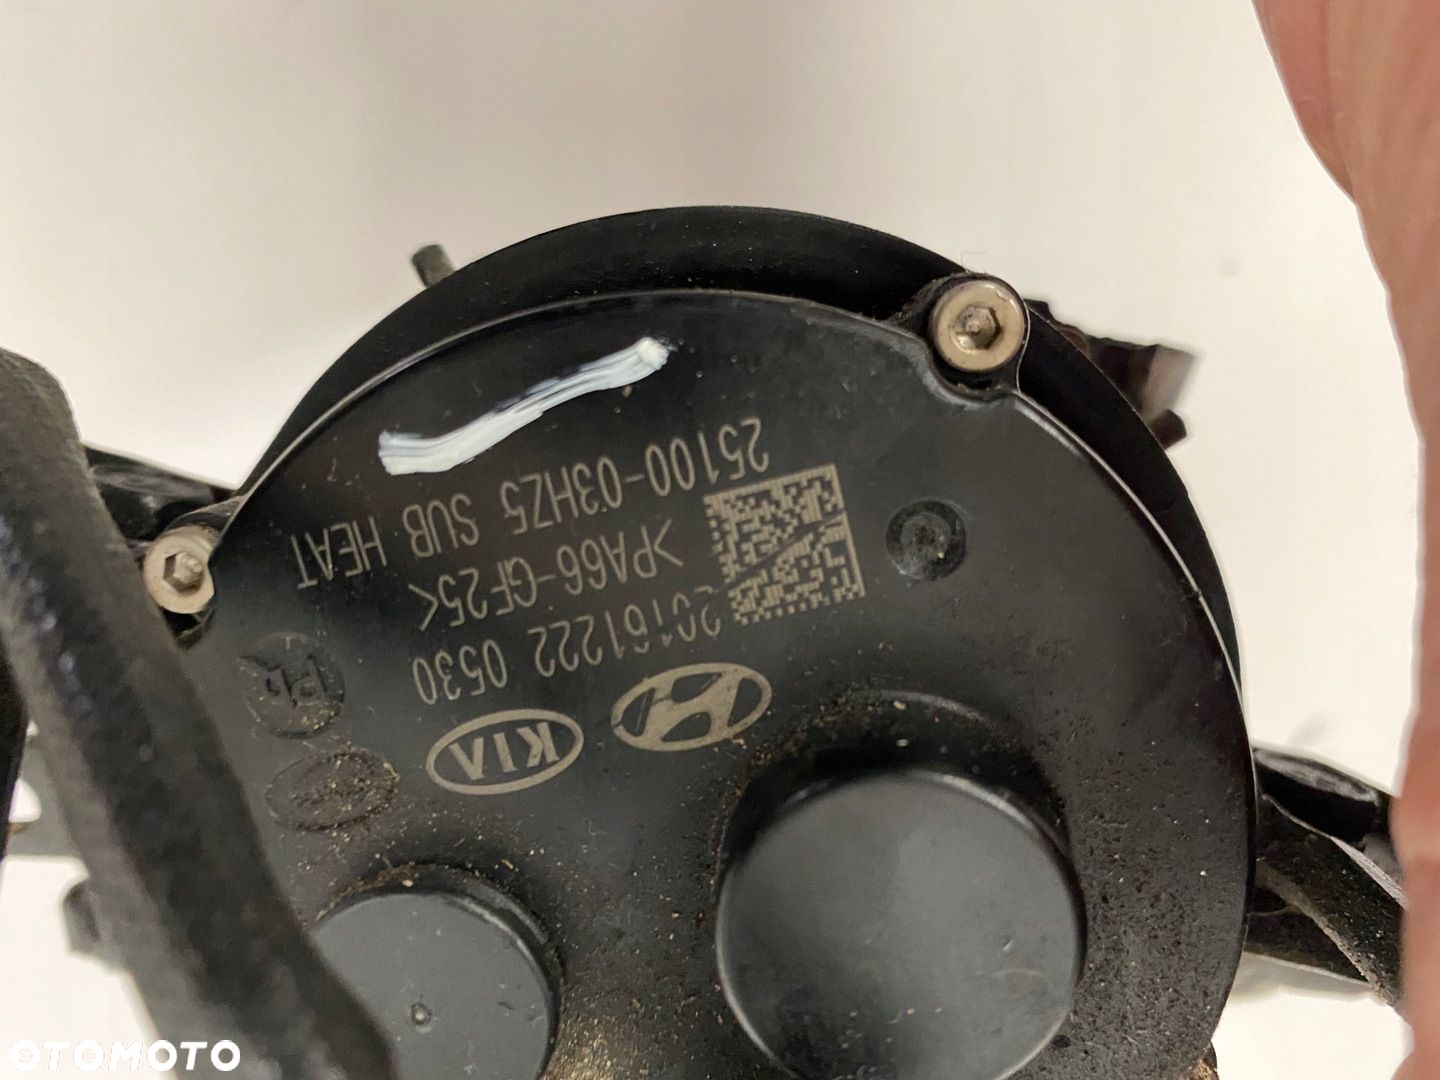 25100-03HZ5 SUB HEAT
>PA66-GF25<
20161222 0530
KIA
OTOMOTO